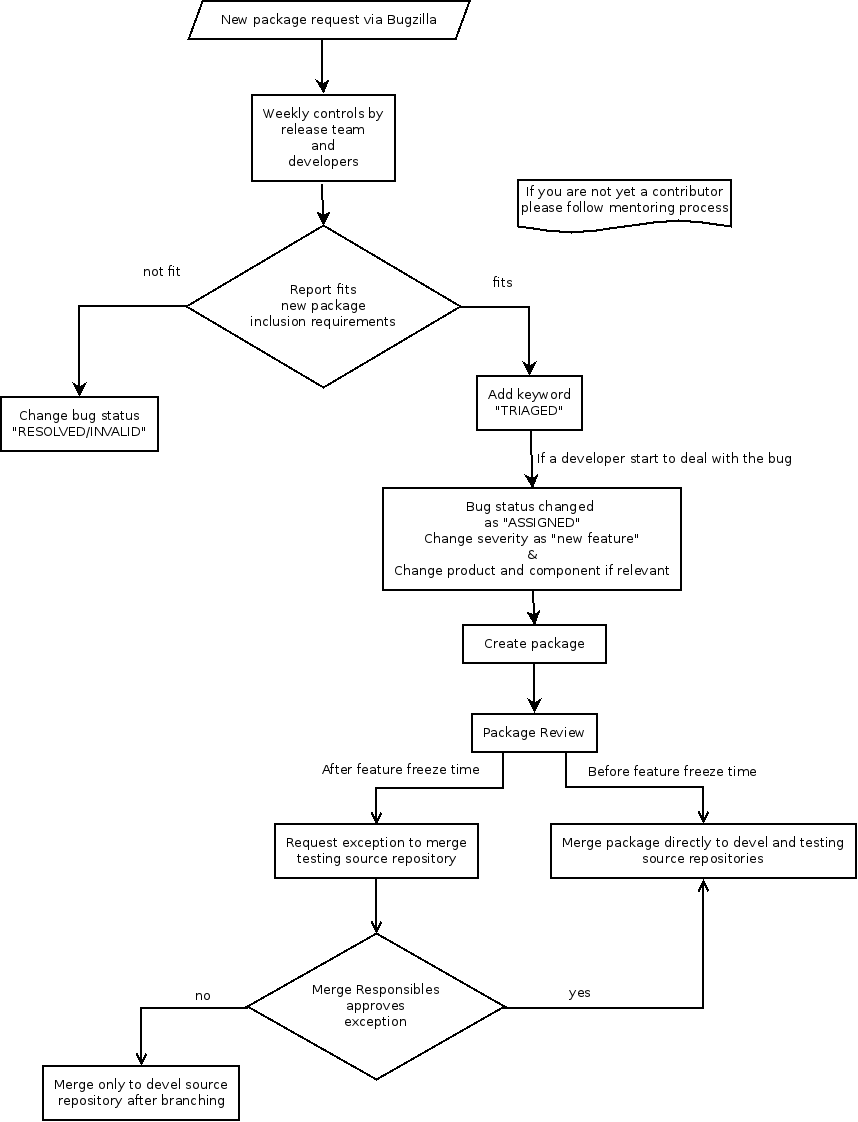 New package request via Bugzilla
Weekly controls by
release team
and
developers
If you are not yet a contributor
please follow mentoring process
not fit
fits
Report fits
new package
inclusion requirements
Change bug status
"RESOLVED/INVALID"
Add keyword
"TRIAGED"
If a developer start to deal with the bug
Bug status changed
as "ASSIGNED"
Change severity as "new feature"
&
Change product and component if relevant
Create package
Package Review
After feature freeze time
Before feature freeze time
Request exception to merge
testing source repository
Merge package directly to devel and testing
source repositories
Merge Responsibles
approves
exception
no
yes
Merge only to devel source
repository after branching